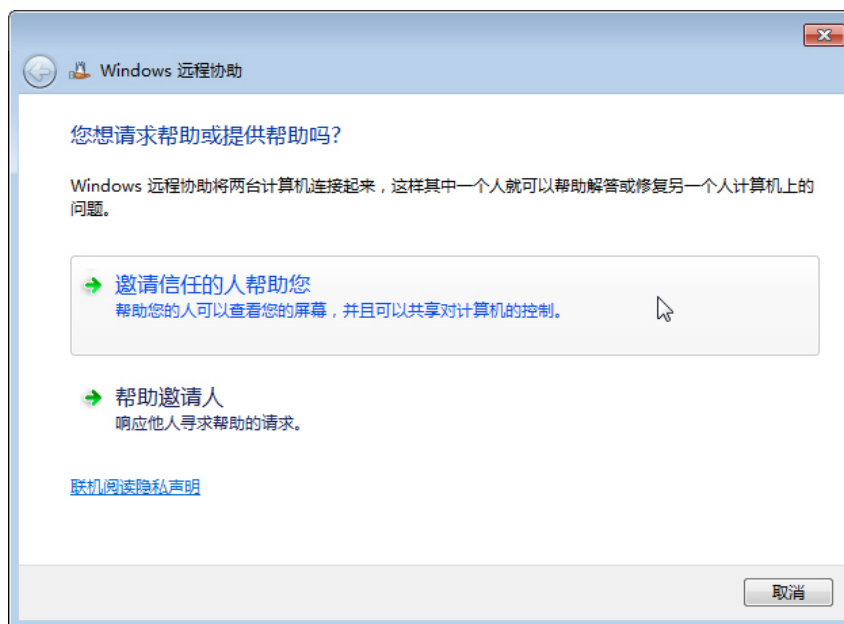 Windows 远程协助
您想请求帮助或提供帮助吗?
Windows 远程协助将两台计算机连接起来，这样其中一个人就可以帮助解答或修复另一个人计算机上的
问题。
邀请信任的人帮助您
帮助您的人可以查看您的屏幕，并且可以共享对计算机的控制。
帮助邀请人
响应他人寻求帮助的请求。
联机阅读隐私声明
取消